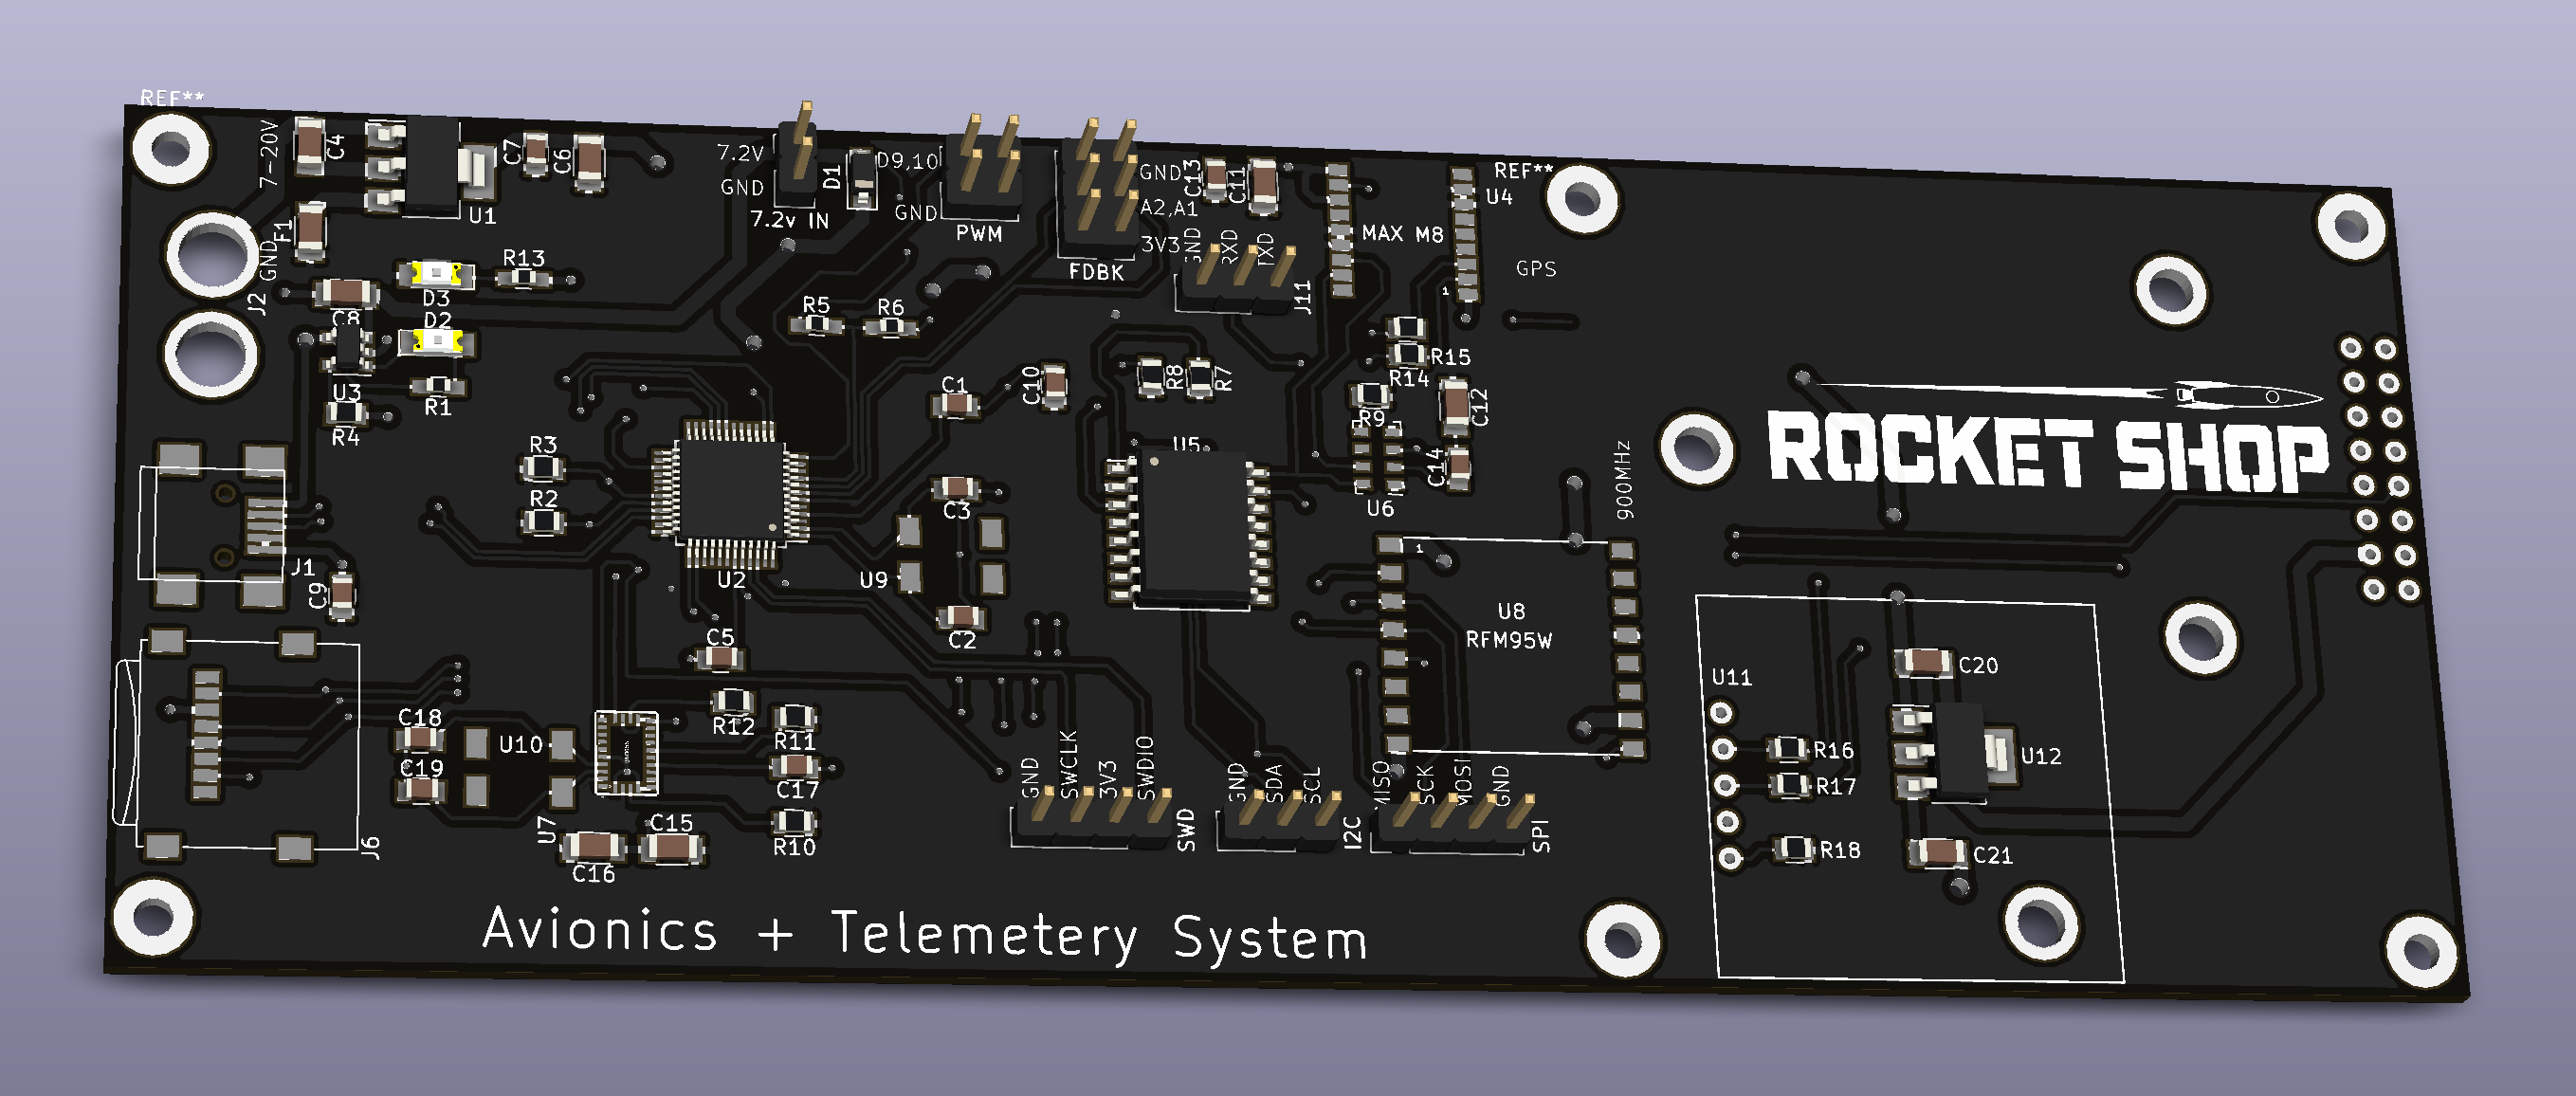 REF**
7-20V
C4
U1
C7
C6
7.2V
GND
7.2v IN
D1
D9,10
GND
PWM
FDBK
GND
A2,A1
3V3
C13
C11
GND
RXD
TXD
J11
MAX M8
REF**
U4
1
GPS
F1
GND
J2
D3
R13
C8
D2
U3
R1
R4
R5
R6
C1
C10
R8
R7
R15
R14
R9
C12
C14
U6
U5
900MHz
ROCKET SHOP
R3
R2
U2
C3
U9
C2
J1
C9
1
U8
RFM95W
C5
R12
R11
C17
R10
C18
C19
U10
U7
C16
C15
J6
GND
SWCLK
3V3
SWDIO
SWD
GND
SDA
SCL
I2C
MISO
SCK
MOSI
GND
SPI
U11
R16
R17
R18
C20
U12
C21
Avionics + Telemetery System